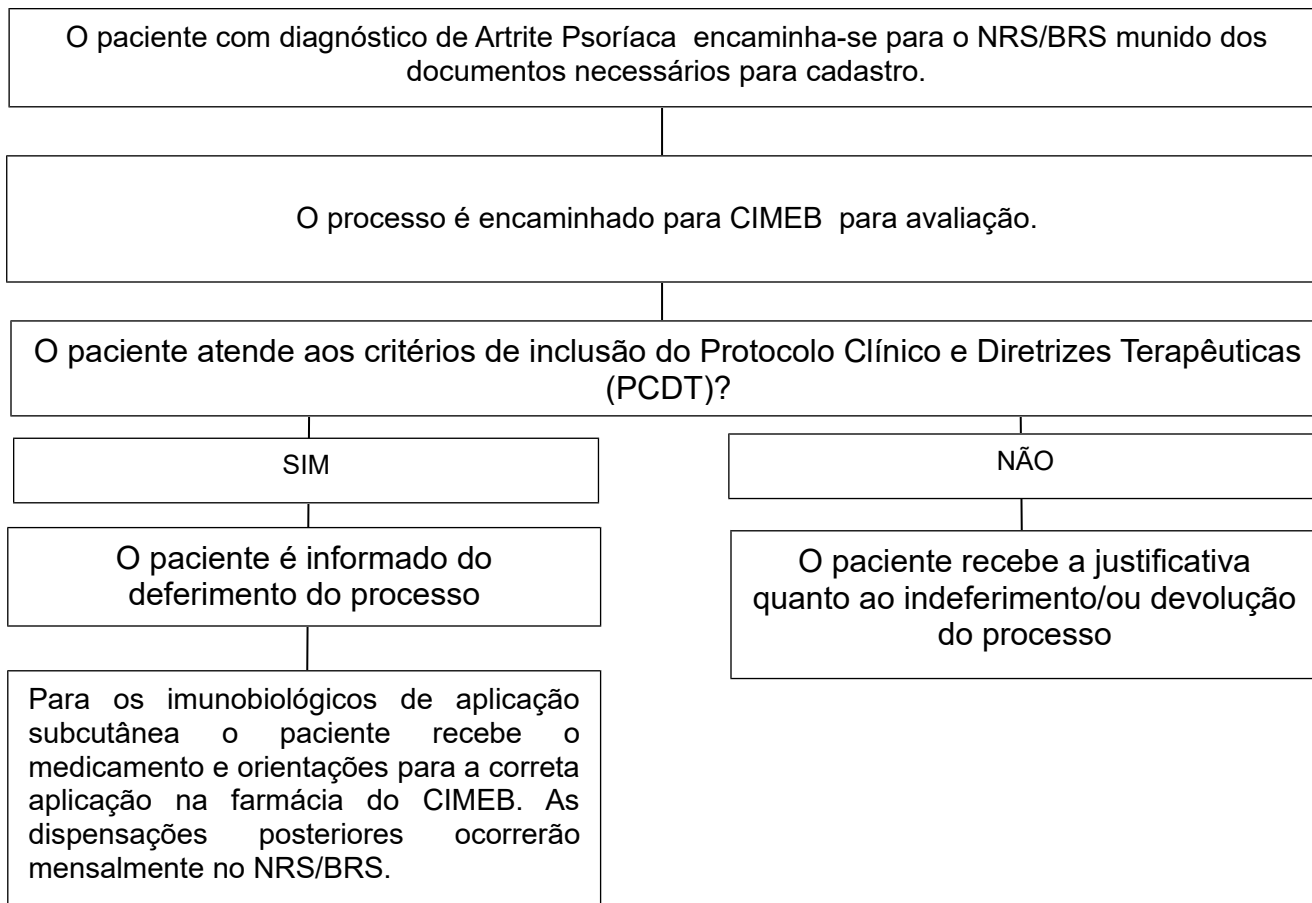 O paciente com diagnóstico de Artrite Psoríaca encaminha-se para o NRS/BRS munido dos
documentos necessários para cadastro.
O processo é encaminhado para CIMEB para avaliação.
O paciente atende aos critérios de inclusão do Protocolo Clínico e Diretrizes Terapêuticas
(PCDT)?
SIM
NÃO
O paciente é informado do
deferimento do processo
O paciente recebe a justificativa
quanto ao indeferimento/ou devolução
do processo
Para os imunobiológicos de aplicação
subcutânea o paciente recebe o
medicamento e orientações para a correta
aplicação na farmácia do CIMEB. As
dispensações posteriores ocorrerão
mensalmente no NRS/BRS.